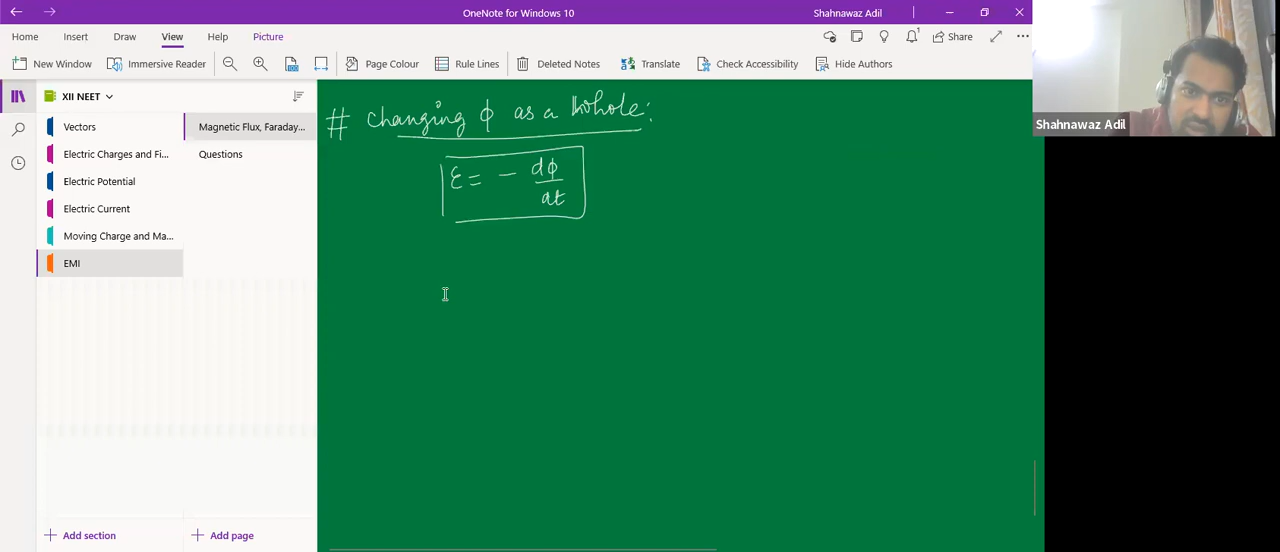 OneNote for Windows 10
Shahnawaz Adil
Home Insert Draw View Help Picture
Share
New Window Immersive Reader Page Colour Rule Lines Deleted Notes Translate Check Accessibility Hide Authors
XII NEET
Vectors
Electric Charges and Fi...
Electric Potential
Electric Current
Moving Charge and Ma...
EMI
Magnetic Flux, Faraday...
Questions
Add section
Add page
# Changing ϕ as a whole:
ε = - dϕ/dt
Shahnawaz Adil